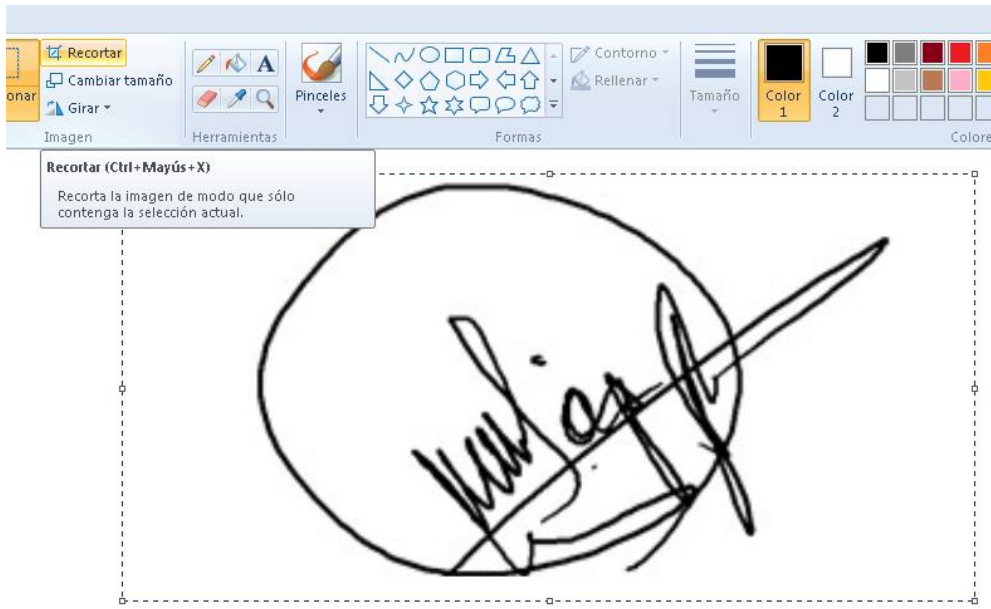 Recortar
Cambiar tamaño
Girar
Imagen
A
Herramientas
Pinceles
Contorno
Rellenar
Formas
Tamaño
Color 1
Color 2
Recortar (Ctrl+Mayús+X)
Recorta la imagen de modo que sólo
contenga la selección actual.